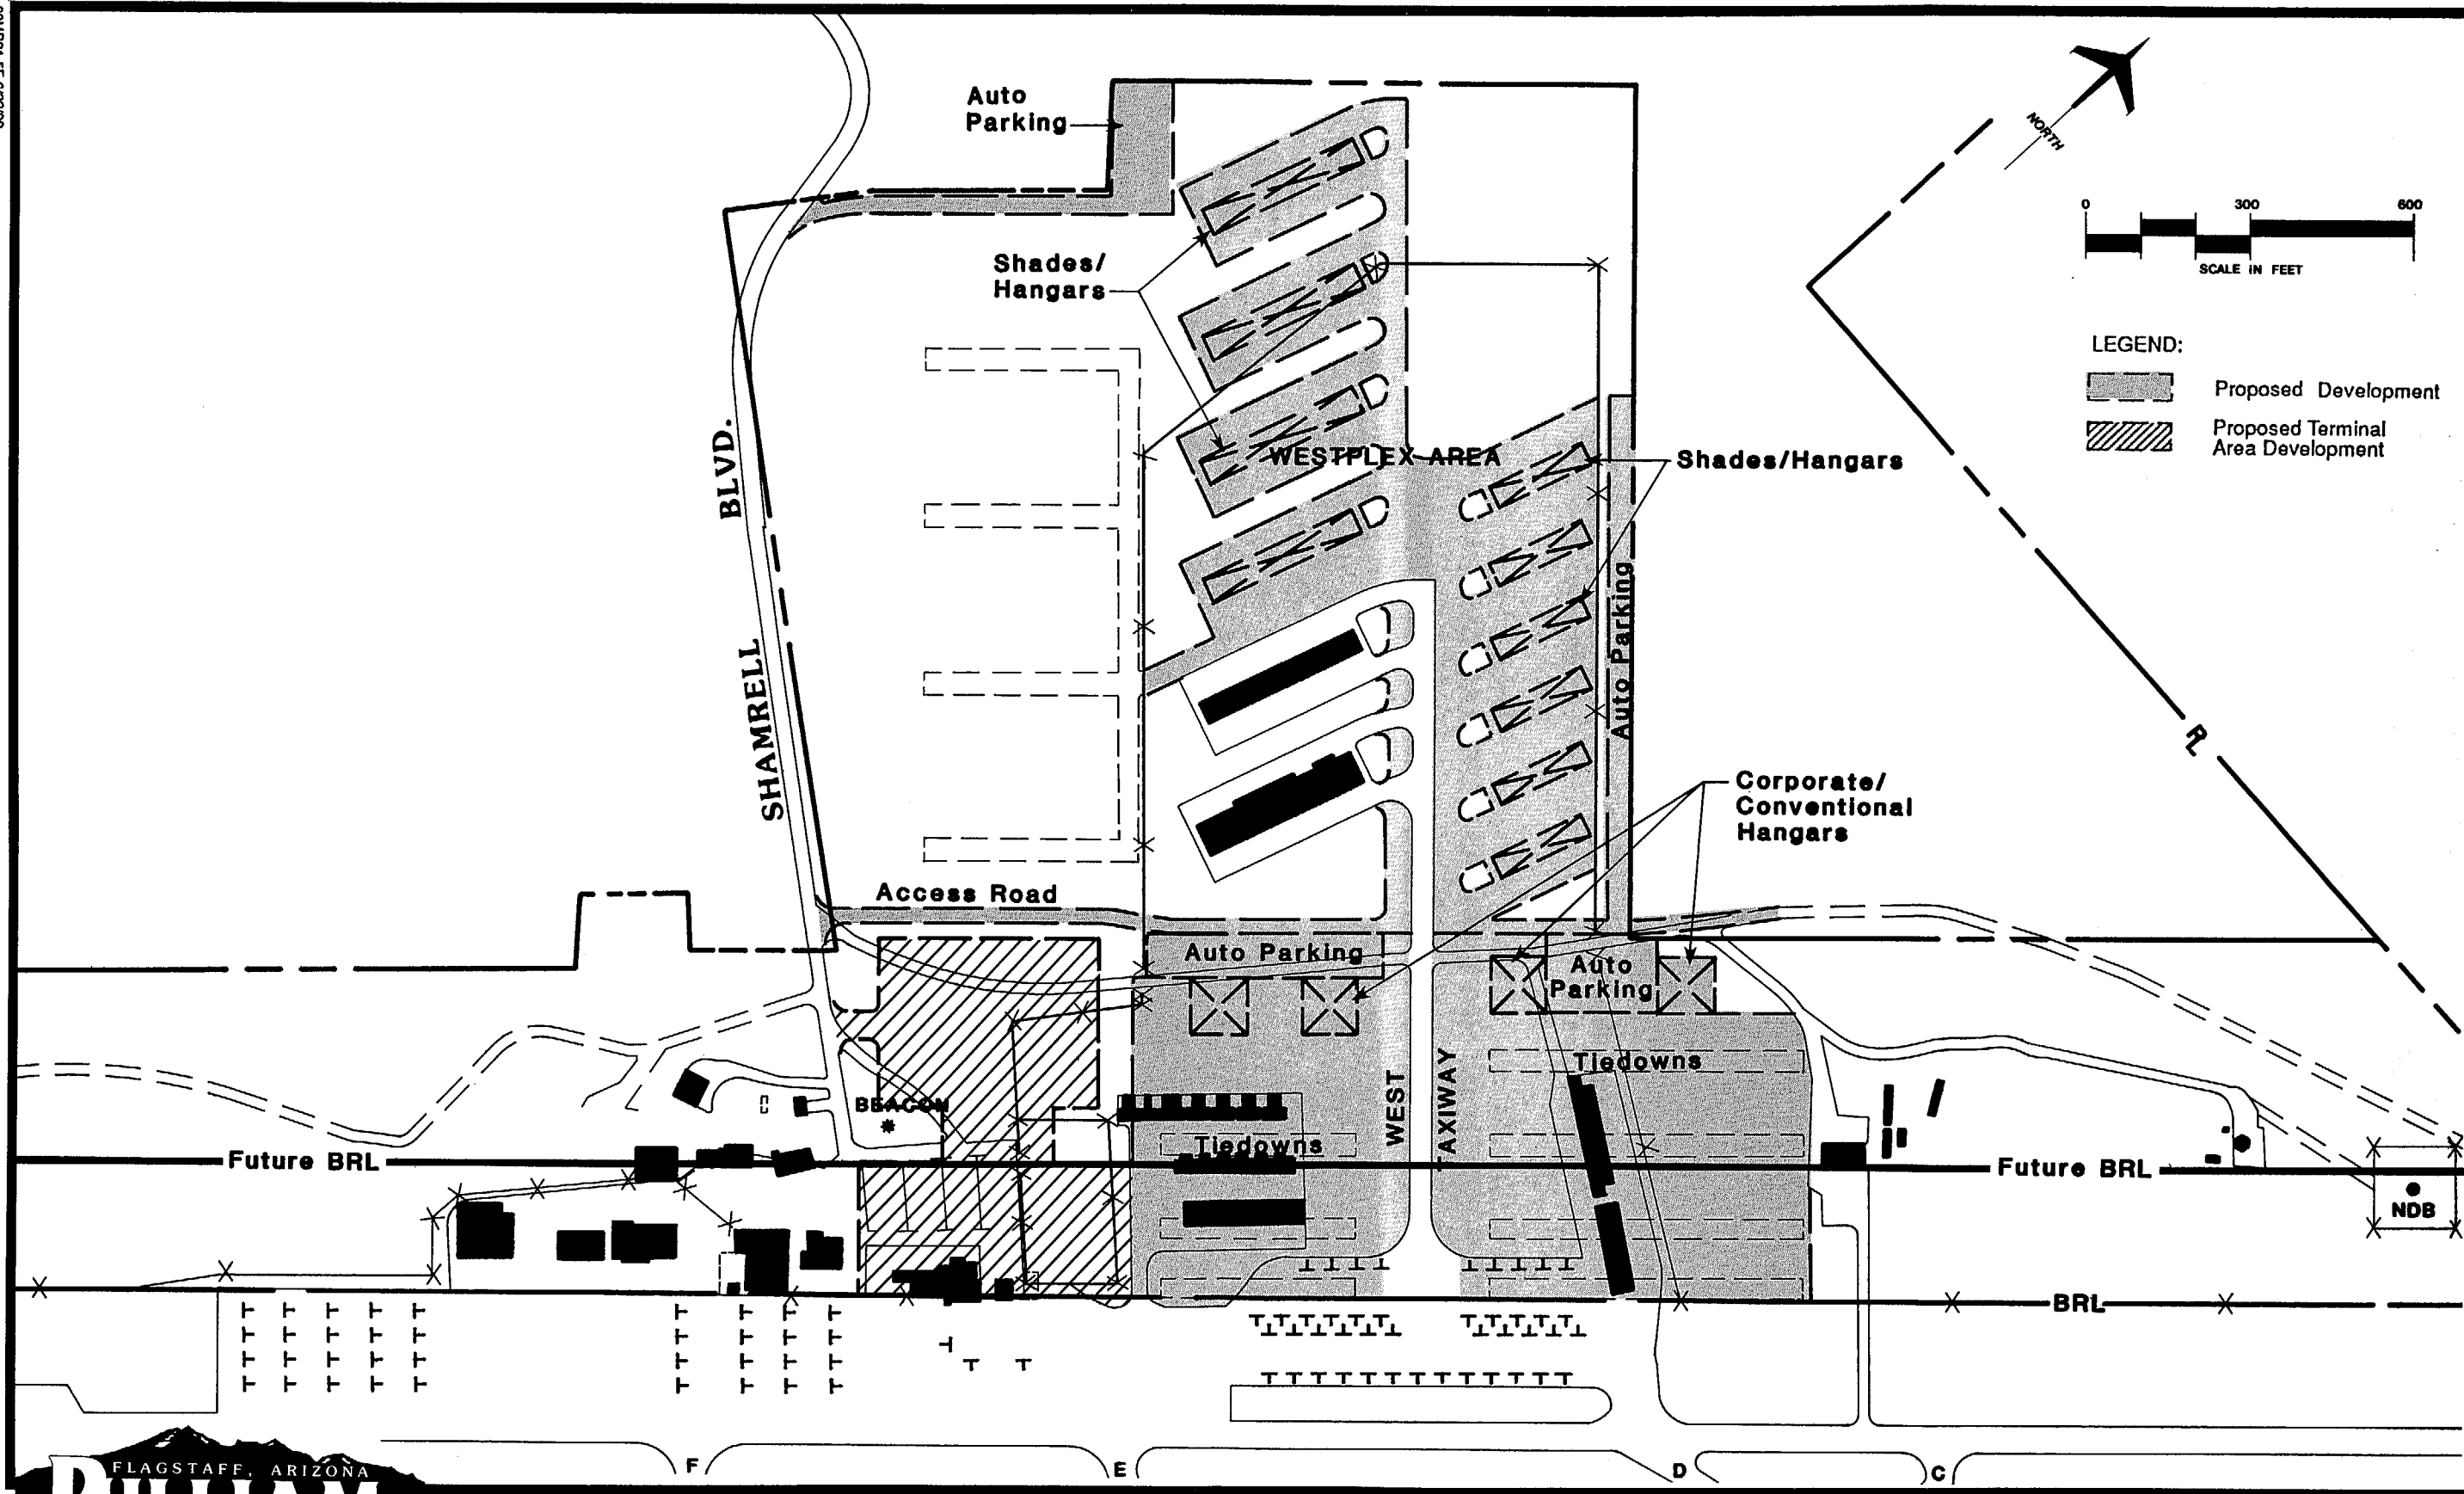 Auto
Parking
NORTH
0 300 600
SCALE IN FEET
LEGEND:
Proposed Development
Proposed Terminal
Area Development
Shades/
Hangars
WESTPLEX AREA
Shades/Hangars
SHAMRELL BLVD.
Auto Parking
PL
Corporate/
Conventional
Hangars
Access Road
Auto Parking
Auto
Parking
Tiedowns
BEACON
WEST
TAXIWAY
Tiedowns
Future BRL
Future BRL
NDB
BRL
FLAGSTAFF, ARIZONA
F
E
D
C